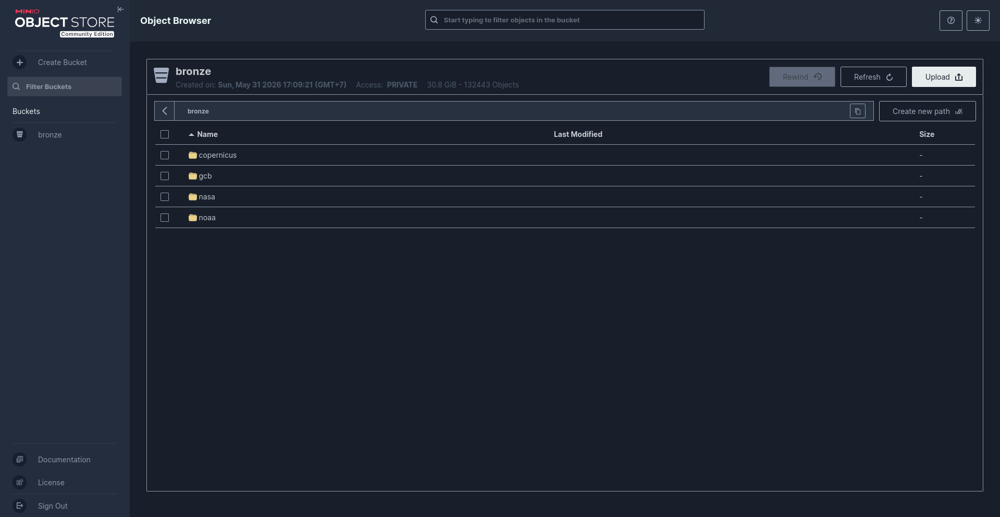 MINIO
OBJECT STORE
Community Edition
Create Bucket
Filter Buckets
Buckets
bronze
Documentation
License
Sign Out
Object Browser
Start typing to filter objects in the bucket
bronze
Created on: Sun, May 31 2026 17:09:21 (GMT+7) Access: PRIVATE 30.8 GiB - 132443 Objects
Rewind
Refresh
Upload
bronze
Create new path
Name Last Modified Size
copernicus -
gcb -
nasa -
noaa -